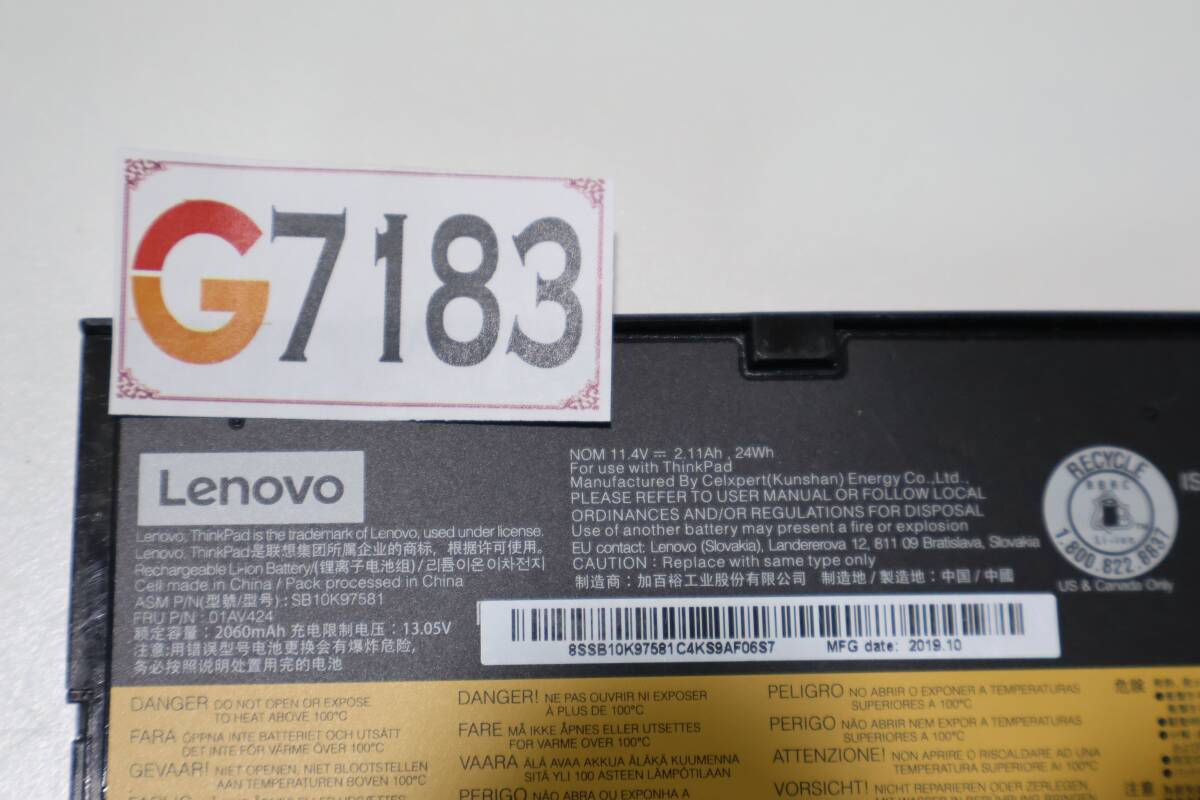 G7183
Lenovo
Lenovo, ThinkPad is the trademark of Lenovo, used under license.
Lenovo, ThinkPad是联想集团所属企业的商标，根据许可使用。
Rechargeable Li-ion Battery/(锂离子电池组) / 리튬이온 이차전지
Cell made in China / Pack processed in China
ASM P/N(型號/型号) : SB10K97581
FRU P/N : 01AV424
额定容量：2060mAh 充电限制电压：13.05V
注意:用错误型号电池更换会有爆炸危险,
务必按照说明处置用完的电池
NOM 11.4V ⎓ 2.11Ah , 24Wh
For use with ThinkPad
Manufactured By Celxpert(Kunshan) Energy Co.,Ltd.,
PLEASE REFER TO USER MANUAL OR FOLLOW LOCAL
ORDINANCES AND/OR REGULATIONS FOR DISPOSAL
Use of another battery may present a fire or explosion
EU contact: Lenovo (Slovakia), Landererova 12, 811 09 Bratislava, Slovakia
CAUTION : Replace with same type only
制造商：加百裕工业股份有限公司 制造地/製造地：中国/中國
8SSB10K97581C4KS9AF06S7 MFG date: 2019.10
RECYCLE
RBRC
Li-ion
1.800.822.8837
US & Canada Only
IS
DANGER DO NOT OPEN OR EXPOSE
TO HEAT ABOVE 100°C
FARA ÖPPNA INTE BATTERIET OCH UTSÄTT
DET INTE FÖR VÄRME ÖVER 100°C
GEVAAR! NIET OPENEN, NIET BLOOTSTELLEN
AAN TEMPERATUREN BOVEN 100°C
DANGER! NE PAS OUVRIR NI EXPOSER
À PLUS DE 100°C
FARE MÅ IKKE ÅPNES ELLER UTSETTES
FOR VARME OVER 100°C
VAARA ÄLÄ AVAA AKKUA ÄLÄKÄ KUUMENNA
SITÄ YLI 100 ASTEEN LÄMPÖTILAAN
PERIGO NÃO ABRA OU EXPONHA A
PELIGRO NO ABRIR O EXPONER A TEMPERATURAS
SUPERIORES A 100°C
PERIGO NÃO ABRIR NEM EXPOR A TEMPERATURAS
SUPERIORES A 100°C
ATTENZIONE! NON APRIRE O RISCALDARE AD UNA
TEMPERATURA SUPERIORE AI 100°C
VORSICHT! NICHT REPARIEREN ODER ZERLEGEN.
危険
注意